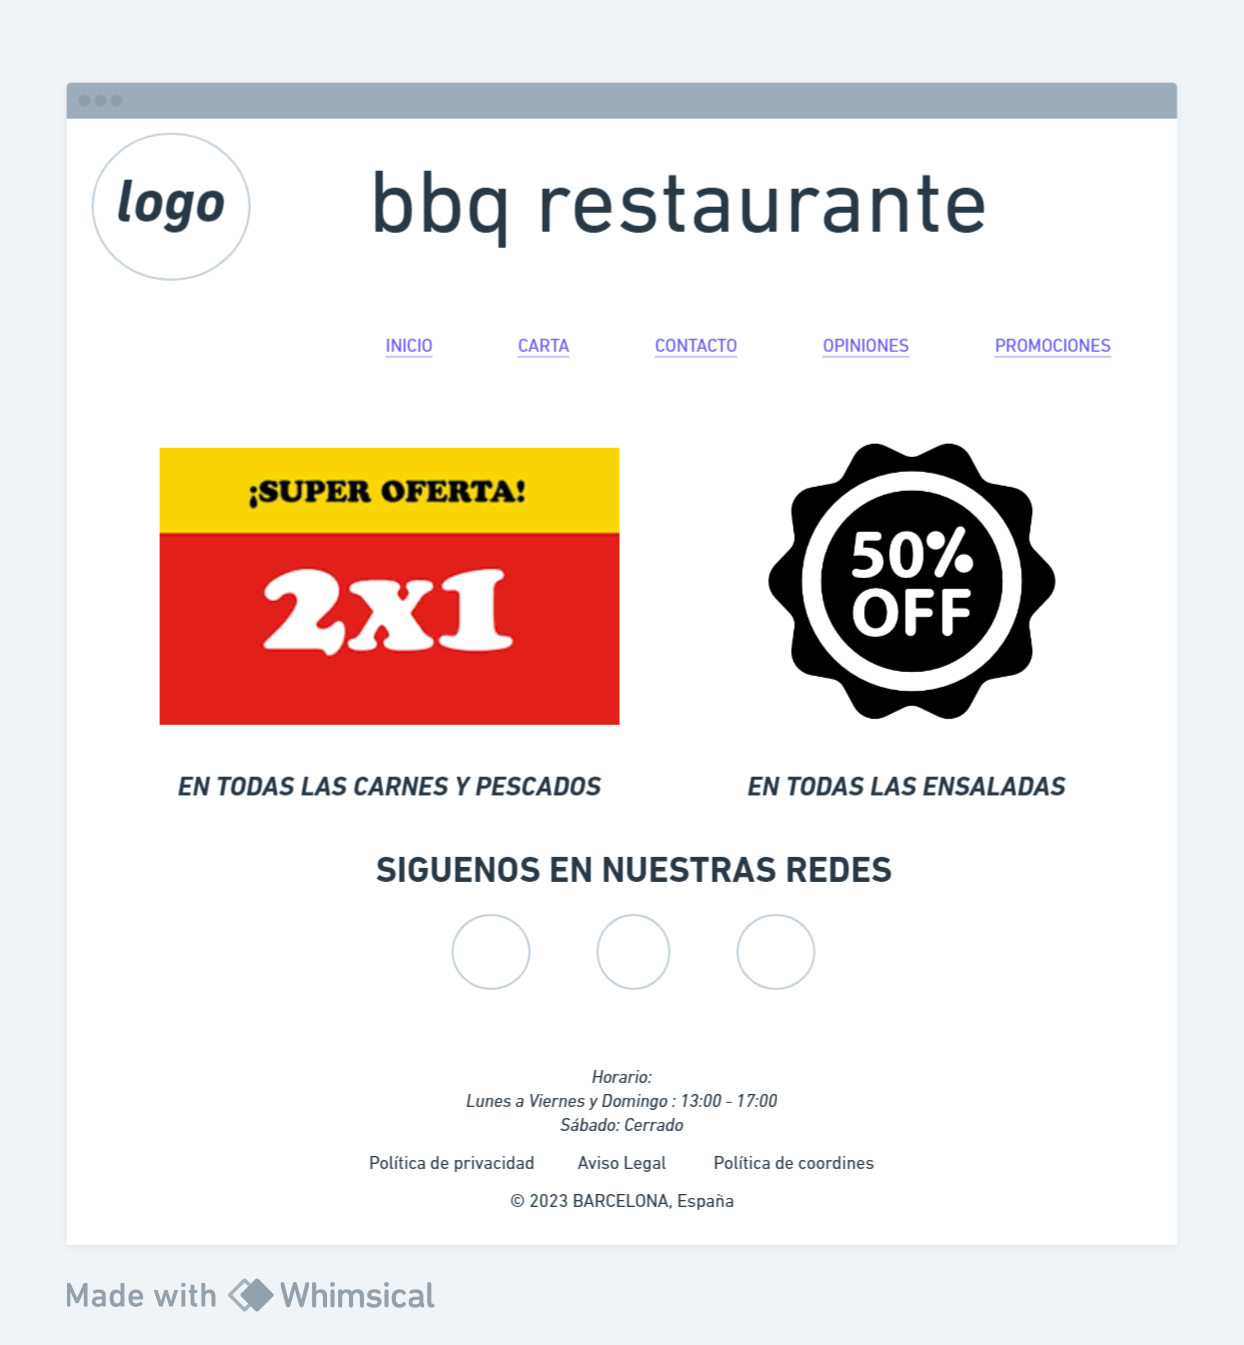 logo
bbq restaurante
INICIO CARTA CONTACTO OPINIONES PROMOCIONES
¡SUPER OFERTA!
2x1
50%
OFF
EN TODAS LAS CARNES Y PESCADOS
EN TODAS LAS ENSALADAS
SIGUENOS EN NUESTRAS REDES
Horario:
Lunes a Viernes y Domingo : 13:00 - 17:00
Sábado: Cerrado
Política de privacidad Aviso Legal Política de coordines
© 2023 BARCELONA, España
Made with Whimsical